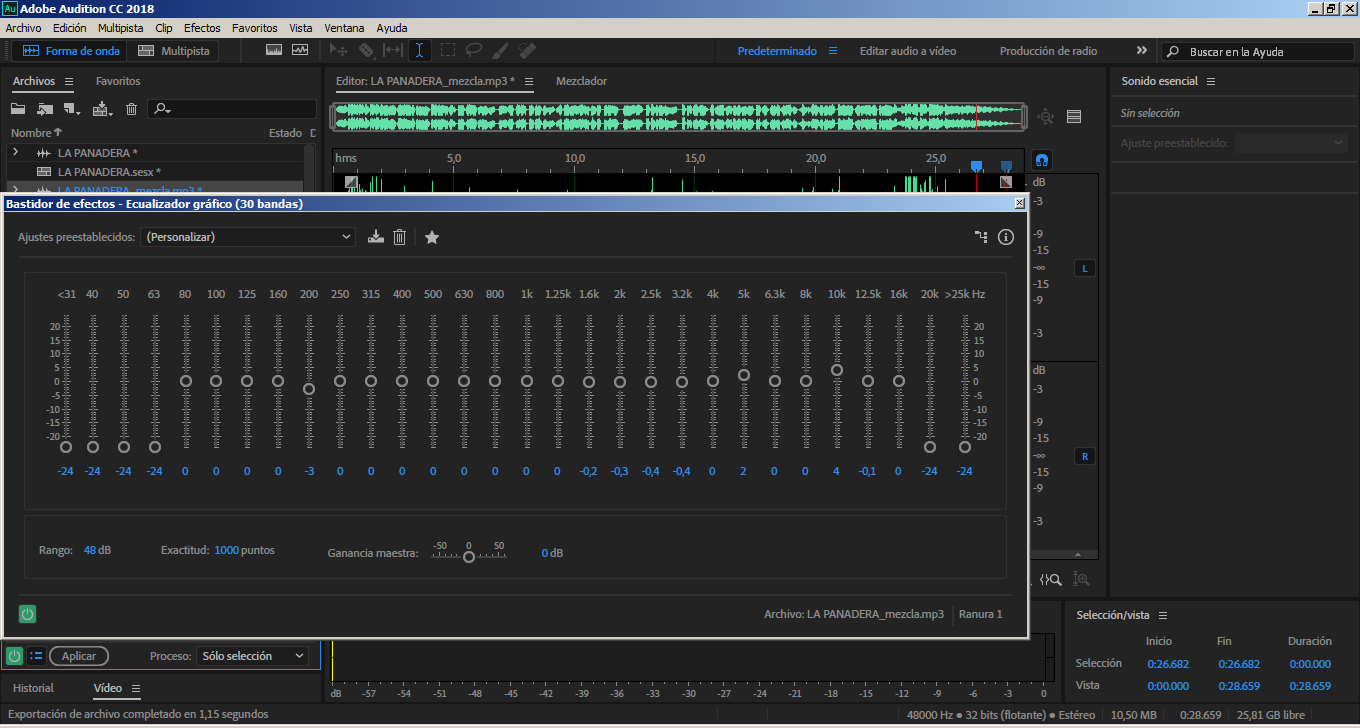 Au Adobe Audition CC 2018
Archivo Edición Multipista Clip Efectos Favoritos Vista Ventana Ayuda
Forma de onda Multipista Predeterminado Editar audio a vídeo Producción de radio Buscar en la Ayuda
Archivos Favoritos
Editor: LA PANADERA_mezcla.mp3 * Mezclador
Sonido esencial
Sin selección
Nombre Estado D
Ajuste preestablecido:
LA PANADERA *
hms 5,0 10,0 15,0 20,0 25,0
LA PANADERA.sesx *
LA PANADERA_mezcla.mp3 *
dB
-3
-9
-15
-∞
-15
-9
-3
L
dB
-3
-9
-15
-∞
-15
-9
-3
R
Bastidor de efectos - Ecualizador gráfico (30 bandas)
Ajustes preestablecidos: (Personalizar)
<31 40 50 63 80 100 125 160 200 250 315 400 500 630 800 1k 1.25k 1.6k 2k 2.5k 3.2k 4k 5k 6.3k 8k 10k 12.5k 16k 20k >25k Hz
20 20
15 15
10 10
5 5
0 0
-5 -5
-10 -10
-15 -15
-20 -20
-24 -24 -24 -24 0 0 0 0 -3 0 0 0 0 0 0 0 0 -0,2 -0,3 -0,4 -0,4 0 2 0 0 4 -0,1 0 -24 -24
Rango: 48 dB Exactitud: 1000 puntos Ganancia maestra: -50 0 50 0 dB
Archivo: LA PANADERA_mezcla.mp3 Ranura 1
Aplicar Proceso: Sólo selección
Historial Vídeo
dB -57 -54 -51 -48 -45 -42 -39 -36 -33 -30 -27 -24 -21 -18 -15 -12 -9 -6 -3 0
Selección/vista
Inicio Fin Duración
Selección 0:26.682 0:26.682 0:00.000
Vista 0:00.000 0:28.659 0:28.659
Exportación de archivo completado en 1,15 segundos
48000 Hz ● 32 bits (flotante) ● Estéreo 10,50 MB 0:28.659 25,81 GB libre